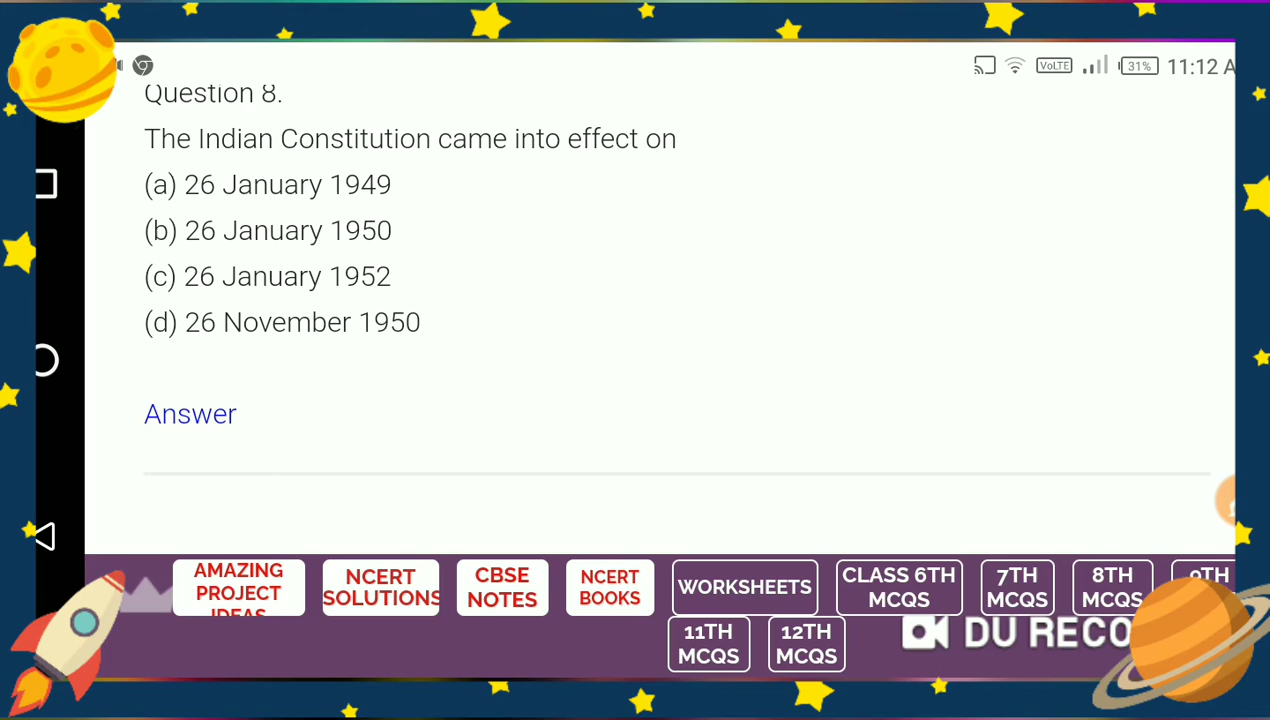 VoLTE 31% 11:12 A
Question 8.
The Indian Constitution came into effect on
(a) 26 January 1949
(b) 26 January 1950
(c) 26 January 1952
(d) 26 November 1950
Answer
AMAZING
PROJECT
IDEAS
NCERT
SOLUTIONS
CBSE
NOTES
NCERT
BOOKS
WORKSHEETS
CLASS 6TH
MCQS
7TH
MCQS
8TH
MCQS
9TH
11TH
MCQS
12TH
MCQS
DU RECO